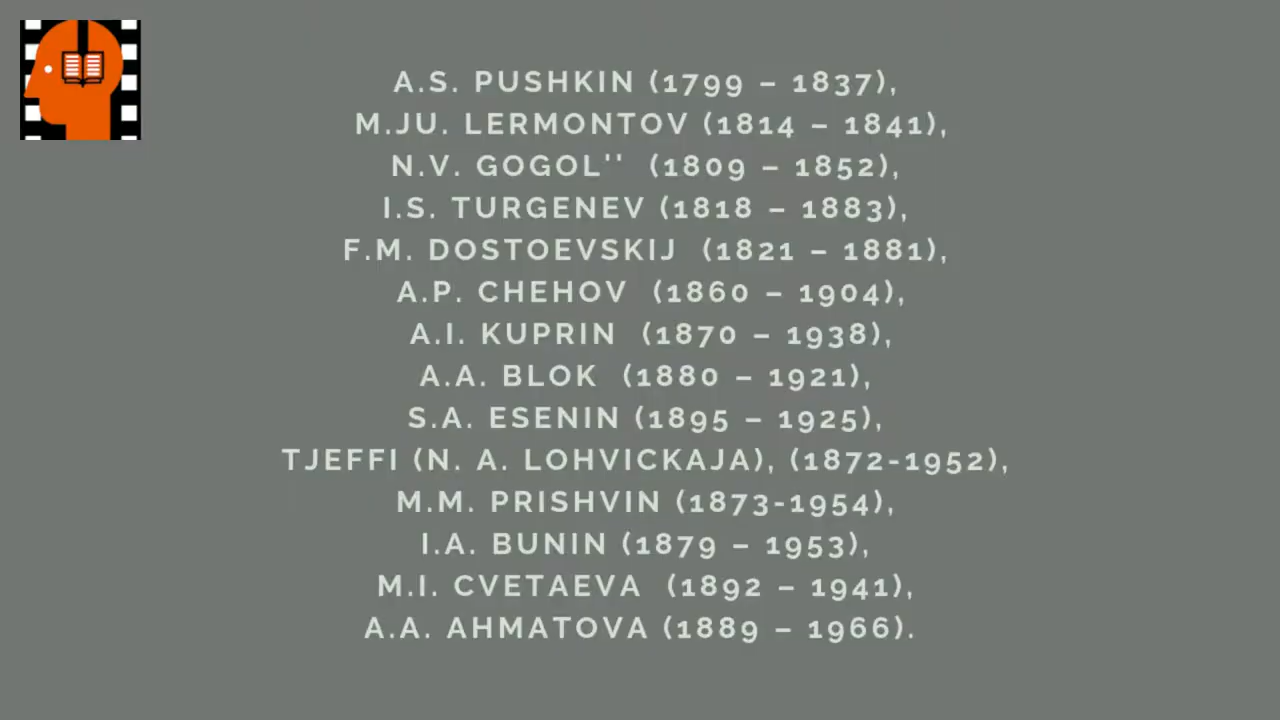 A.S. PUSHKIN (1799 – 1837),
M.JU. LERMONTOV (1814 – 1841),
N.V. GOGOL'' (1809 – 1852),
I.S. TURGENEV (1818 – 1883),
F.M. DOSTOEVSKIJ (1821 – 1881),
A.P. CHEHOV (1860 – 1904),
A.I. KUPRIN (1870 – 1938),
A.A. BLOK (1880 – 1921),
S.A. ESENIN (1895 – 1925),
TJEFFI (N. A. LOHVICKAJA), (1872-1952),
M.M. PRISHVIN (1873-1954),
I.A. BUNIN (1879 – 1953),
M.I. CVETAEVA (1892 – 1941),
A.A. AHMATOVA (1889 – 1966).